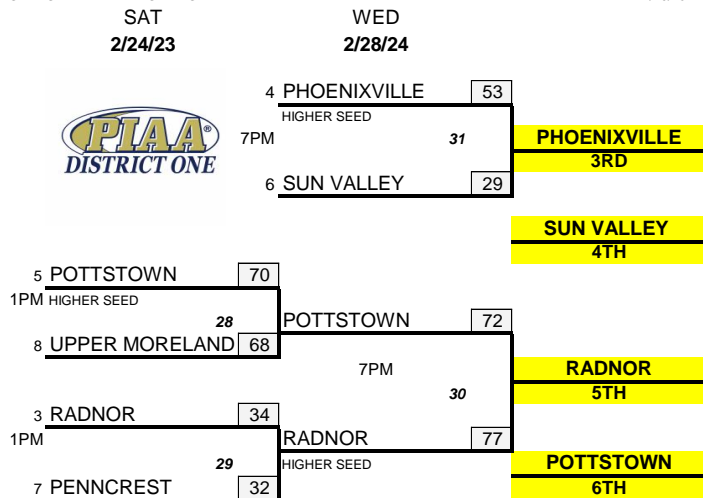 SAT WED
2/24/23 2/28/24
4 PHOENIXVILLE 53
HIGHER SEED
PIAA®
DISTRICT ONE
7PM 31 PHOENIXVILLE
3RD
6 SUN VALLEY 29
SUN VALLEY
4TH
5 POTTSTOWN 70
1PM HIGHER SEED
28 POTTSTOWN 72
8 UPPER MORELAND 68
7PM RADNOR
30 5TH
3 RADNOR 34
1PM RADNOR 77
29 HIGHER SEED POTTSTOWN
7 PENNCREST 32 6TH